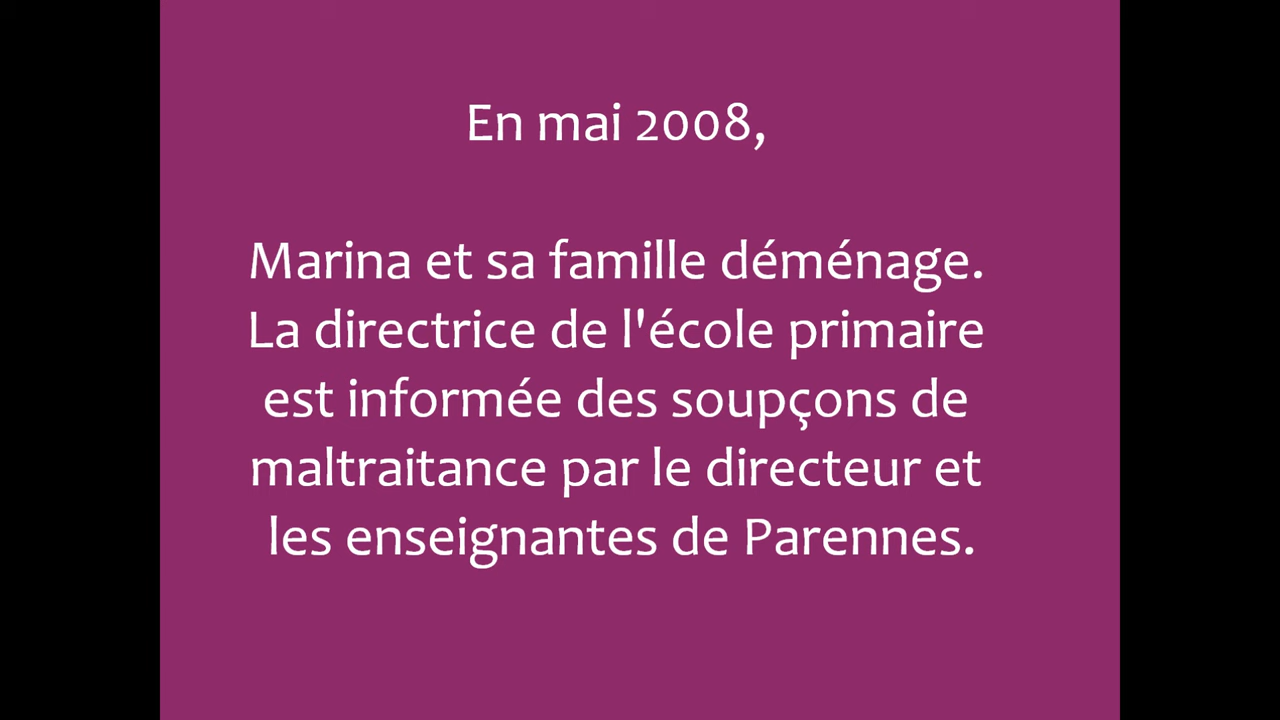 En mai 2008,
Marina et sa famille déménage.
La directrice de l'école primaire
est informée des soupçons de
maltraitance par le directeur et
les enseignantes de Parennes.